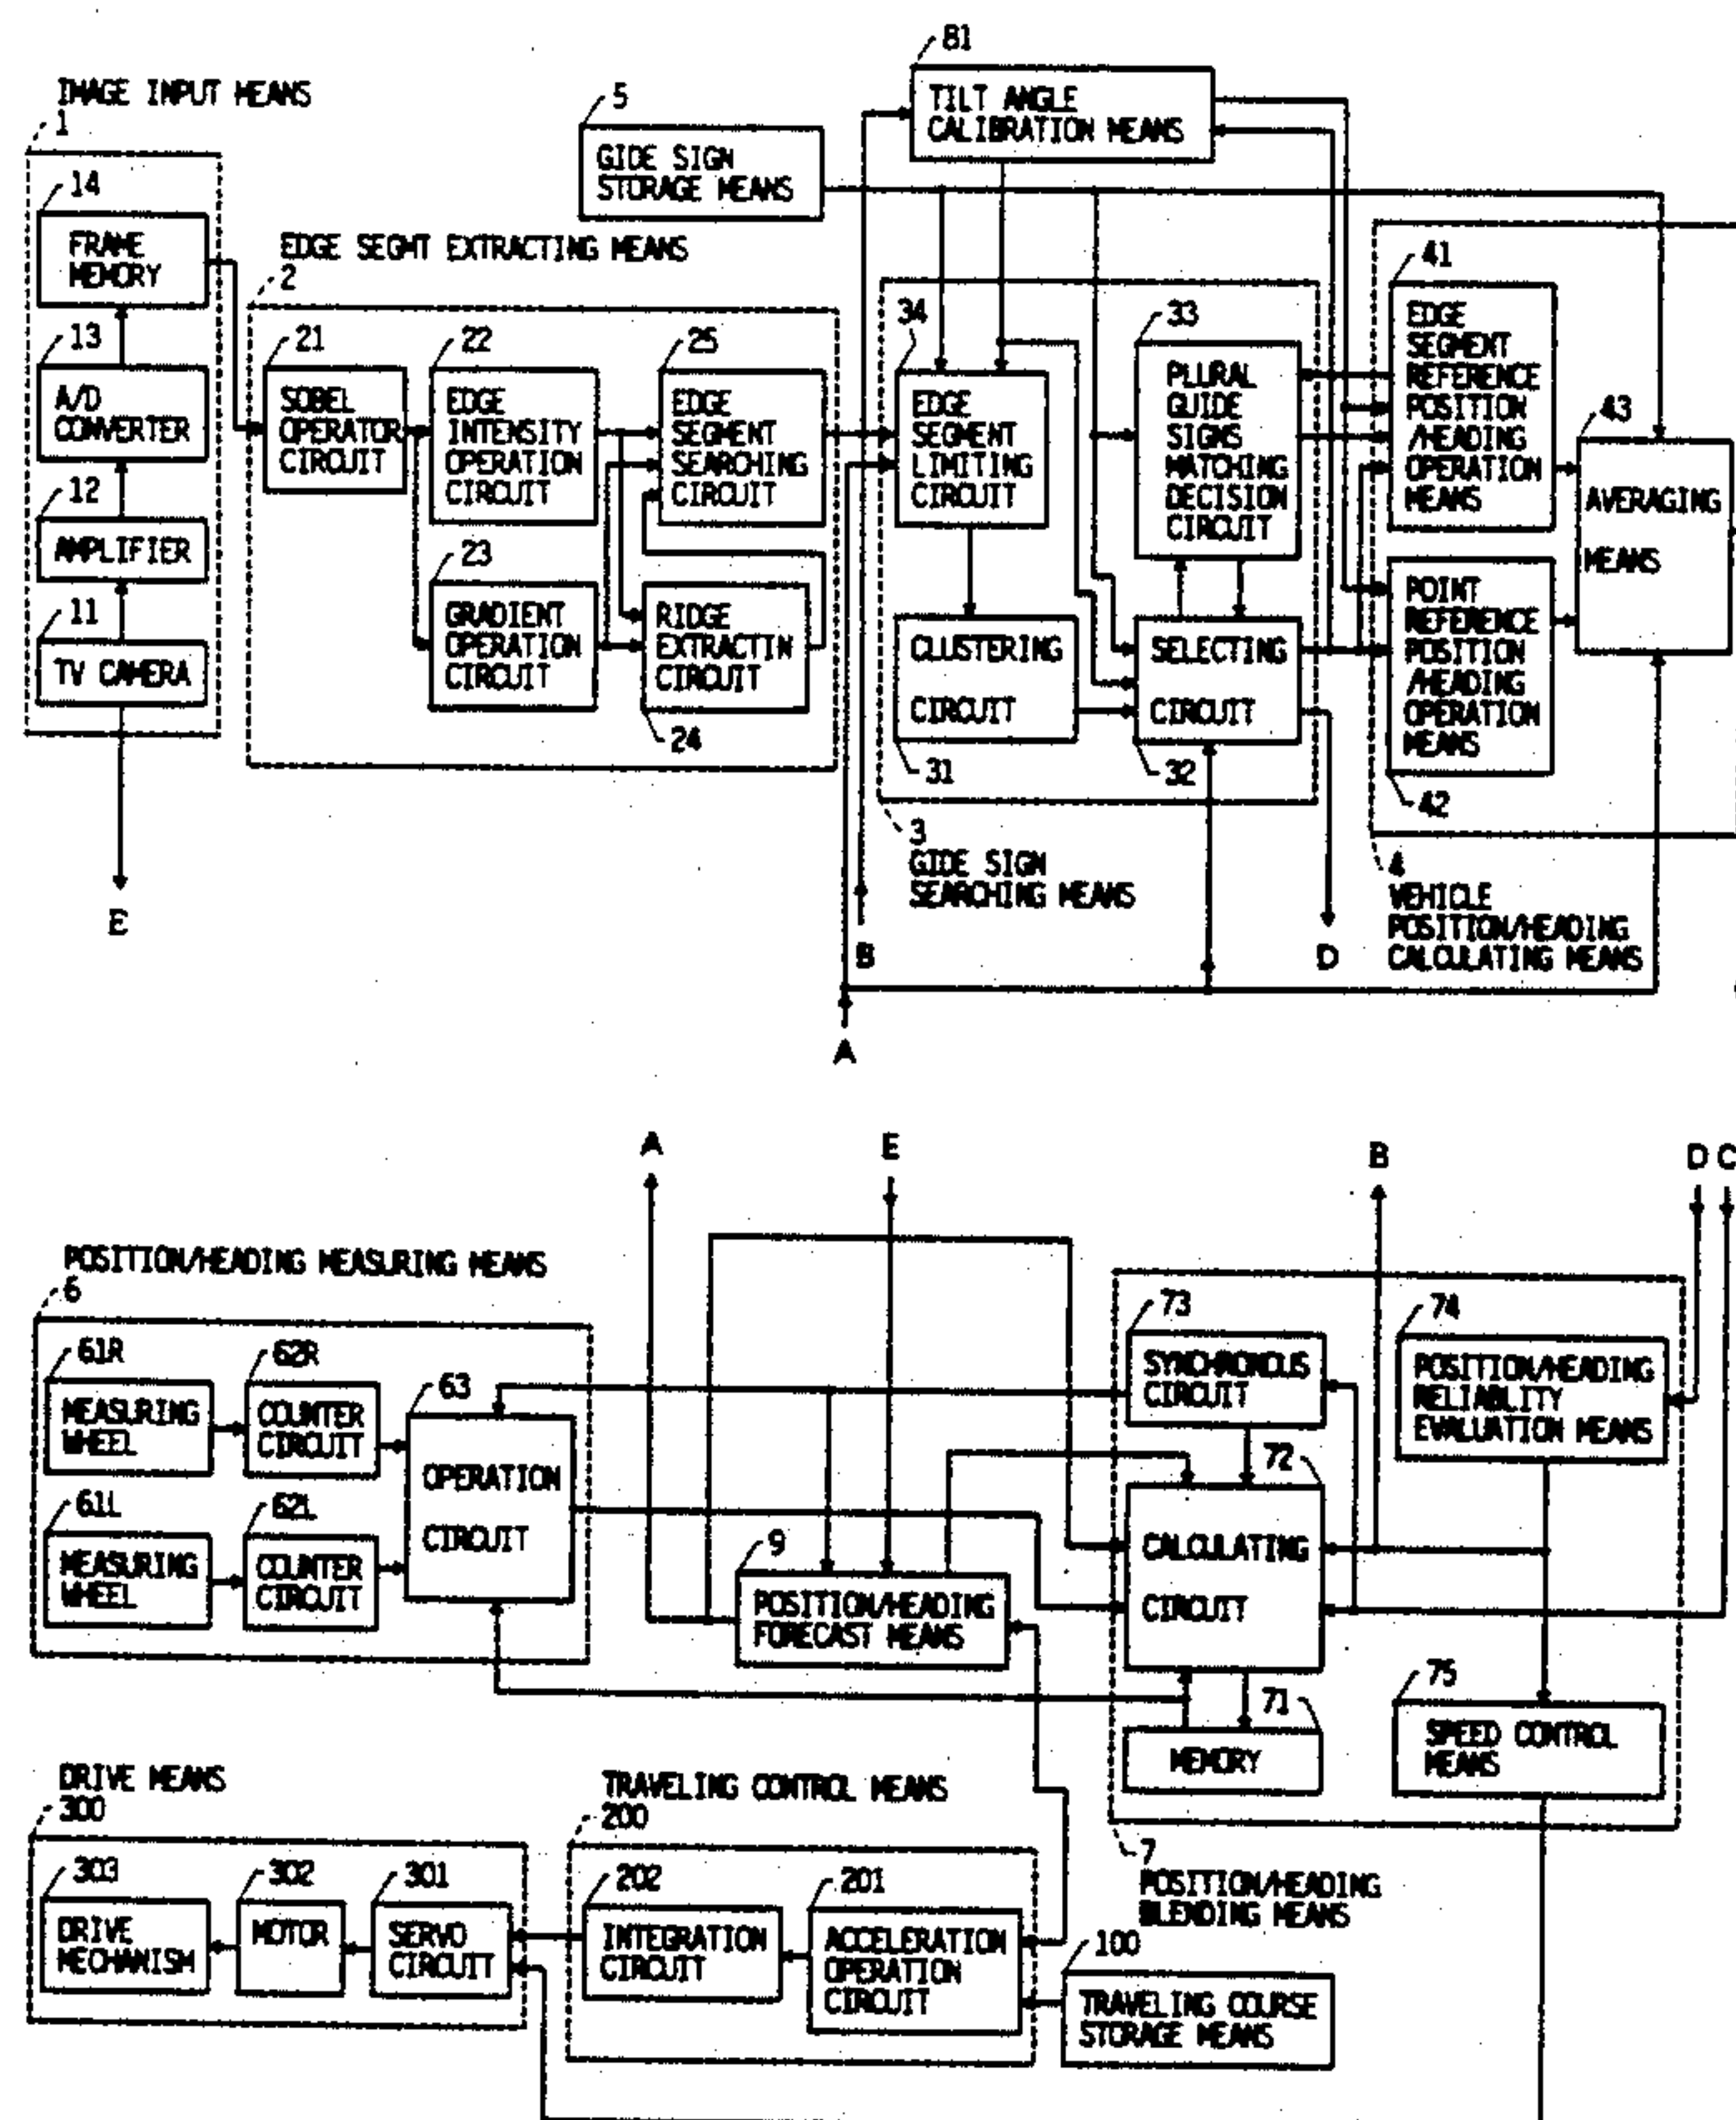 81
TILT ANGLE
CALIBRATION MEANS
IMAGE INPUT MEANS
1
5
GIDE SIGN
STORAGE MEANS
14
FRAME
MEMORY
EDGE SEGMT EXTRACTING MEANS
2
13
A/D
CONVERTER
12
AMPLIFIER
11
TV CAMERA
E
21
SOBEL
OPERATOR
CIRCUIT
22
EDGE
INTENSITY
OPERATION
CIRCUIT
25
EDGE
SEGMENT
SEARCHING
CIRCUIT
23
GRADIENT
OPERATION
CIRCUIT
RIDGE
EXTRACTIN
CIRCUIT
24
34
EDGE
SEGMENT
LIMITING
CIRCUIT
33
PLURAL
GUIDE
SIGNS
MATCHING
DECISION
CIRCUIT
CLUSTERING
CIRCUIT
31
SELECTING
CIRCUIT
32
3
GIDE SIGN
SEARCHING MEANS
41
EDGE
SEGMENT
REFERENCE
POSITION
/HEADING
OPERATION
MEANS
43
AVERAGING
MEANS
POINT
REFERENCE
POSITION
/HEADING
OPERATION
MEANS
42
4
VEHICLE
POSITION/HEADING
CALCULATING MEANS
B
D
A
A
E
B
D C
POSITION/HEADING MEASURING MEANS
6
61R
MEASURING
WHEEL
62R
COUNTER
CIRCUIT
63
OPERATION
CIRCUIT
61L
MEASURING
WHEEL
62L
COUNTER
CIRCUIT
9
POSITION/HEADING
FORECAST MEANS
73
SYNCHRONOUS
CIRCUIT
74
POSITION/HEADING
RELIABLITY
EVALUATION MEANS
72
CALCULATING
CIRCUIT
71
MEMORY
75
SPEED CONTROL
MEANS
7
POSITION/HEADING
BLENDING MEANS
DRIVE MEANS
300
303
DRIVE
MECHANISM
302
MOTOR
301
SERVO
CIRCUIT
TRAVELING CONTROL MEANS
200
202
INTEGRATION
CIRCUIT
201
ACCELERATION
OPERATION
CIRCUIT
100
TRAVELING COURSE
STORAGE MEANS